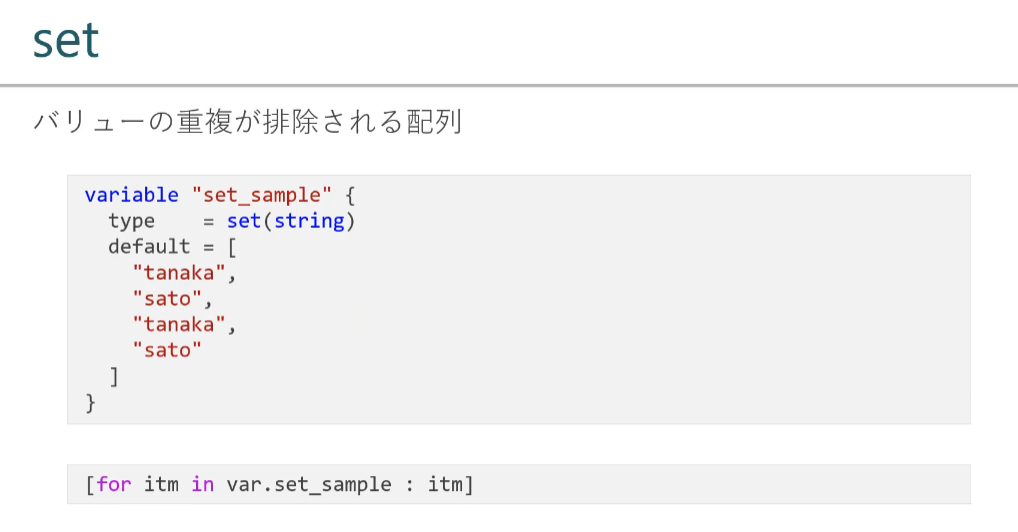 set
バリューの重複が排除される配列
variable "set_sample" {
  type    = set(string)
  default = [
    "tanaka",
    "sato",
    "tanaka",
    "sato"
  ]
}
[for itm in var.set_sample : itm]